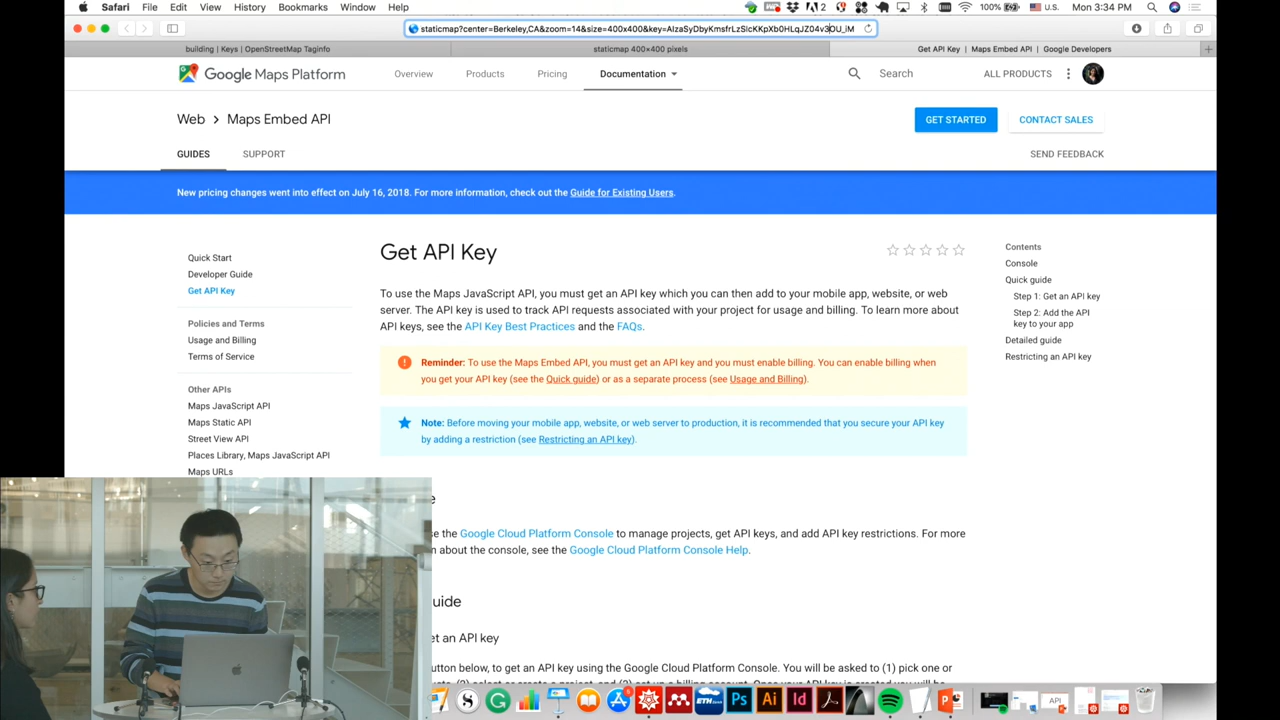 Safari File Edit View History Bookmarks Window Help 2 100% U.S. Mon 3:34 PM
building | Keys | OpenStreetMap Taginfo
staticmap 400×400 pixels
Get API Key | Maps Embed API | Google Developers
Google Maps Platform Overview Products Pricing Documentation Search ALL PRODUCTS
Web > Maps Embed API GET STARTED CONTACT SALES
GUIDES SUPPORT SEND FEEDBACK
New pricing changes went into effect on July 16, 2018. For more information, check out the Guide for Existing Users.
Quick Start
Developer Guide
Get API Key
Policies and Terms
Usage and Billing
Terms of Service
Other APIs
Maps JavaScript API
Maps Static API
Street View API
Places Library, Maps JavaScript API
Maps URLs
Get API Key
To use the Maps JavaScript API, you must get an API key which you can then add to your mobile app, website, or web
server. The API key is used to track API requests associated with your project for usage and billing. To learn more about
API keys, see the API Key Best Practices and the FAQs.
Reminder: To use the Maps Embed API, you must get an API key and you must enable billing. You can enable billing when
you get your API key (see the Quick guide) or as a separate process (see Usage and Billing).
Note: Before moving your mobile app, website, or web server to production, it is recommended that you secure your API key
by adding a restriction (see Restricting an API key).
e
se the Google Cloud Platform Console to manage projects, get API keys, and add API key restrictions. For more
about the console, see the Google Cloud Platform Console Help.
uide
et an API key
button below, to get an API key using the Google Cloud Platform Console. You will be asked to (1) pick one or
Contents
Console
Quick guide
Step 1: Get an API key
Step 2: Add the API
key to your app
Detailed guide
Restricting an API key
ETH Ps Ai Id API